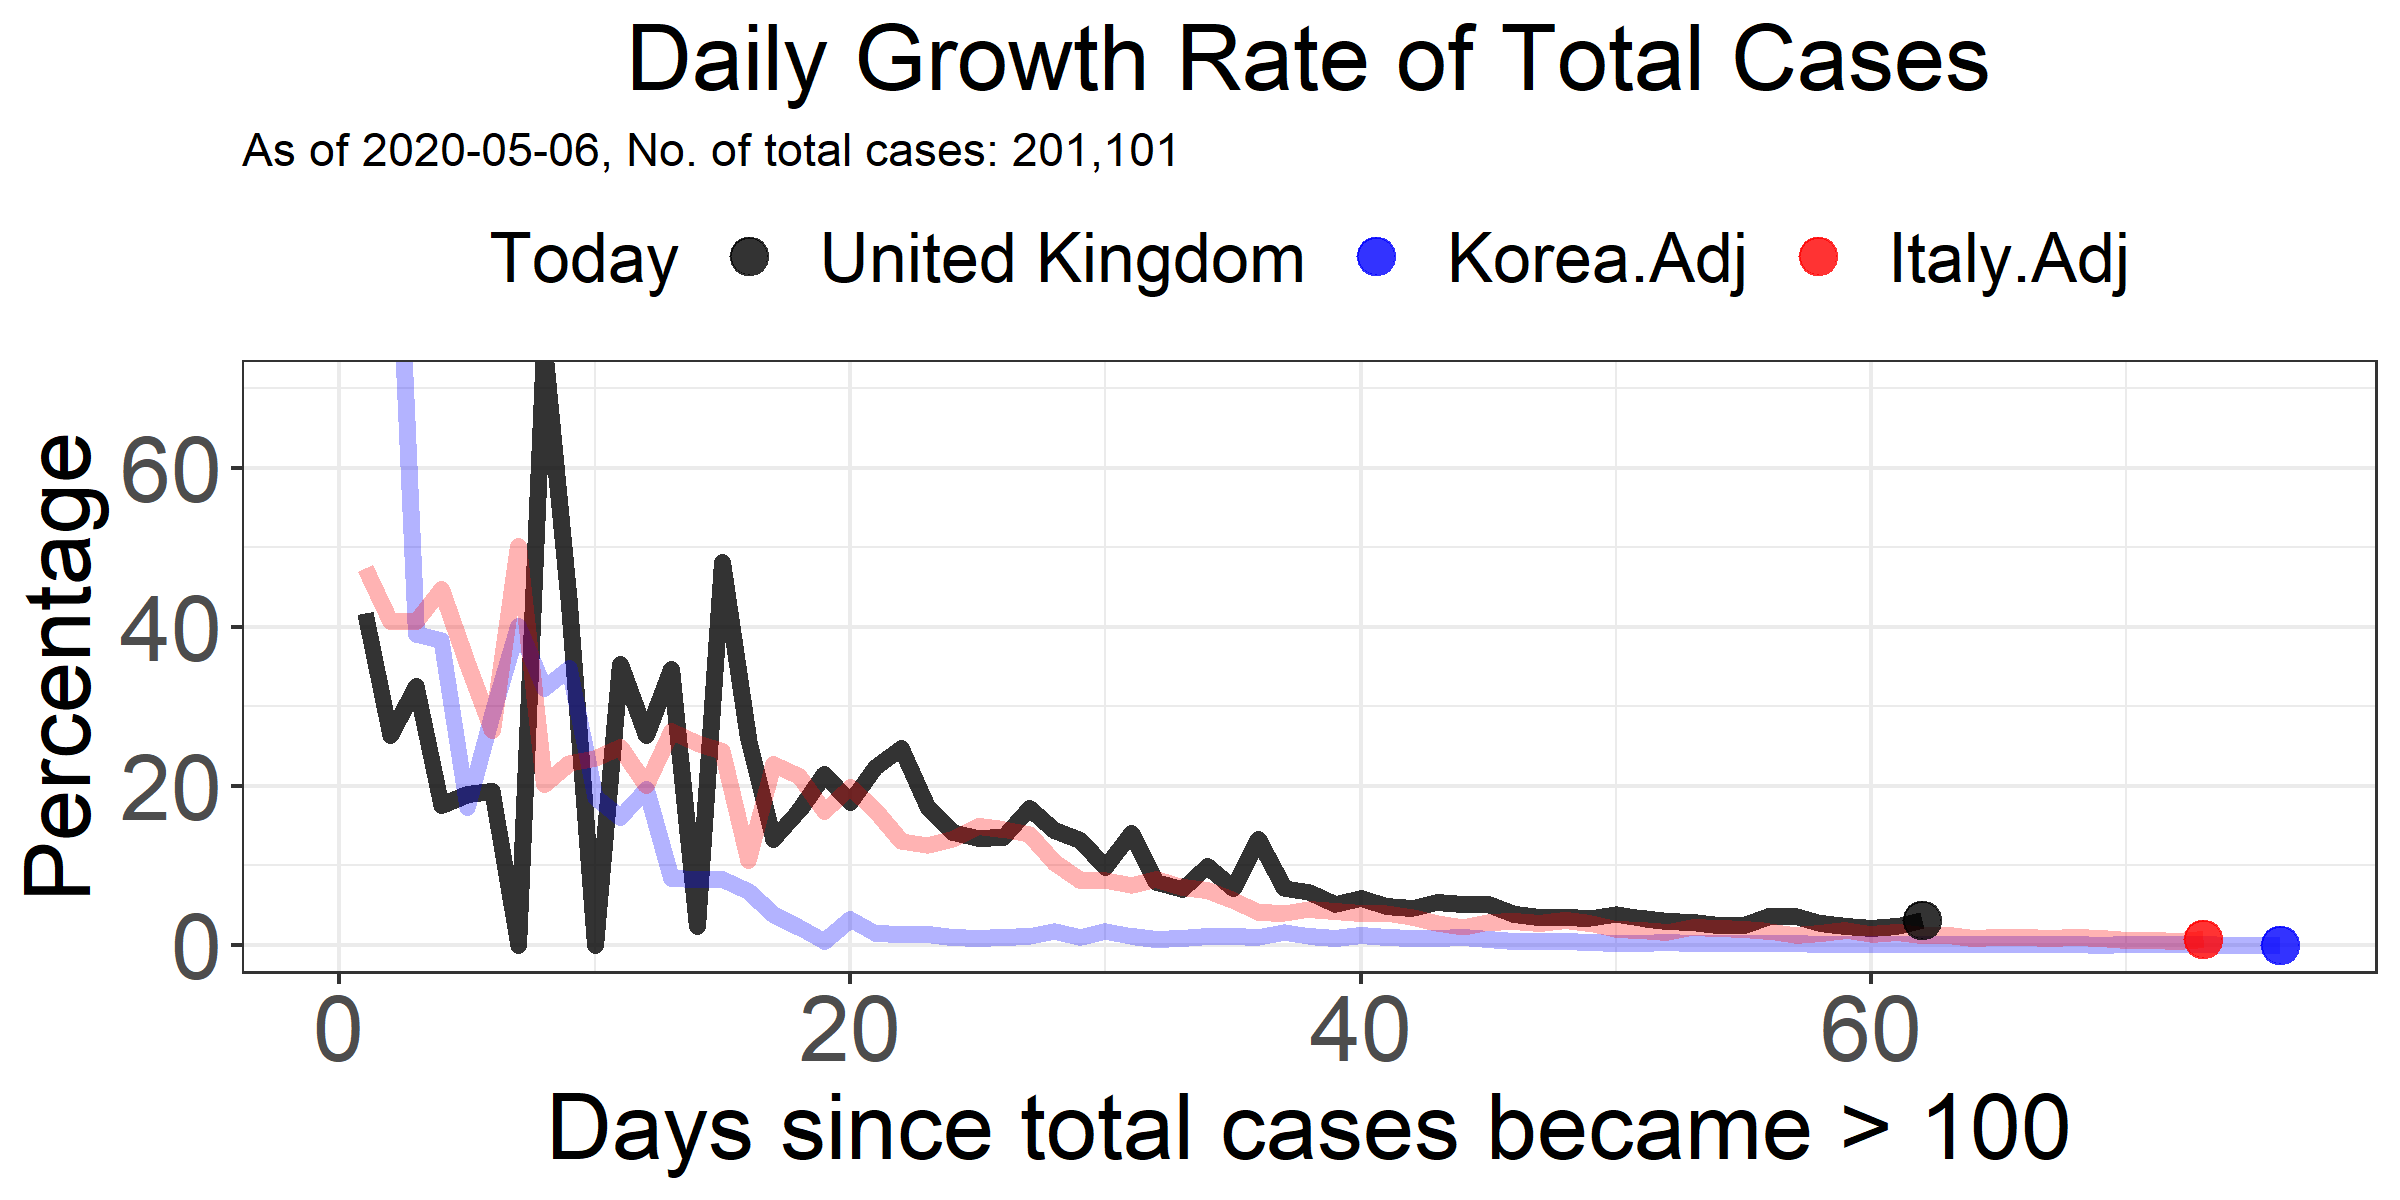 Daily Growth Rate of Total Cases
As of 2020-05-06, No. of total cases: 201,101
Today United Kingdom Korea.Adj Italy.Adj
Percentage
60
40
20
0
0 20 40 60
Days since total cases became > 100